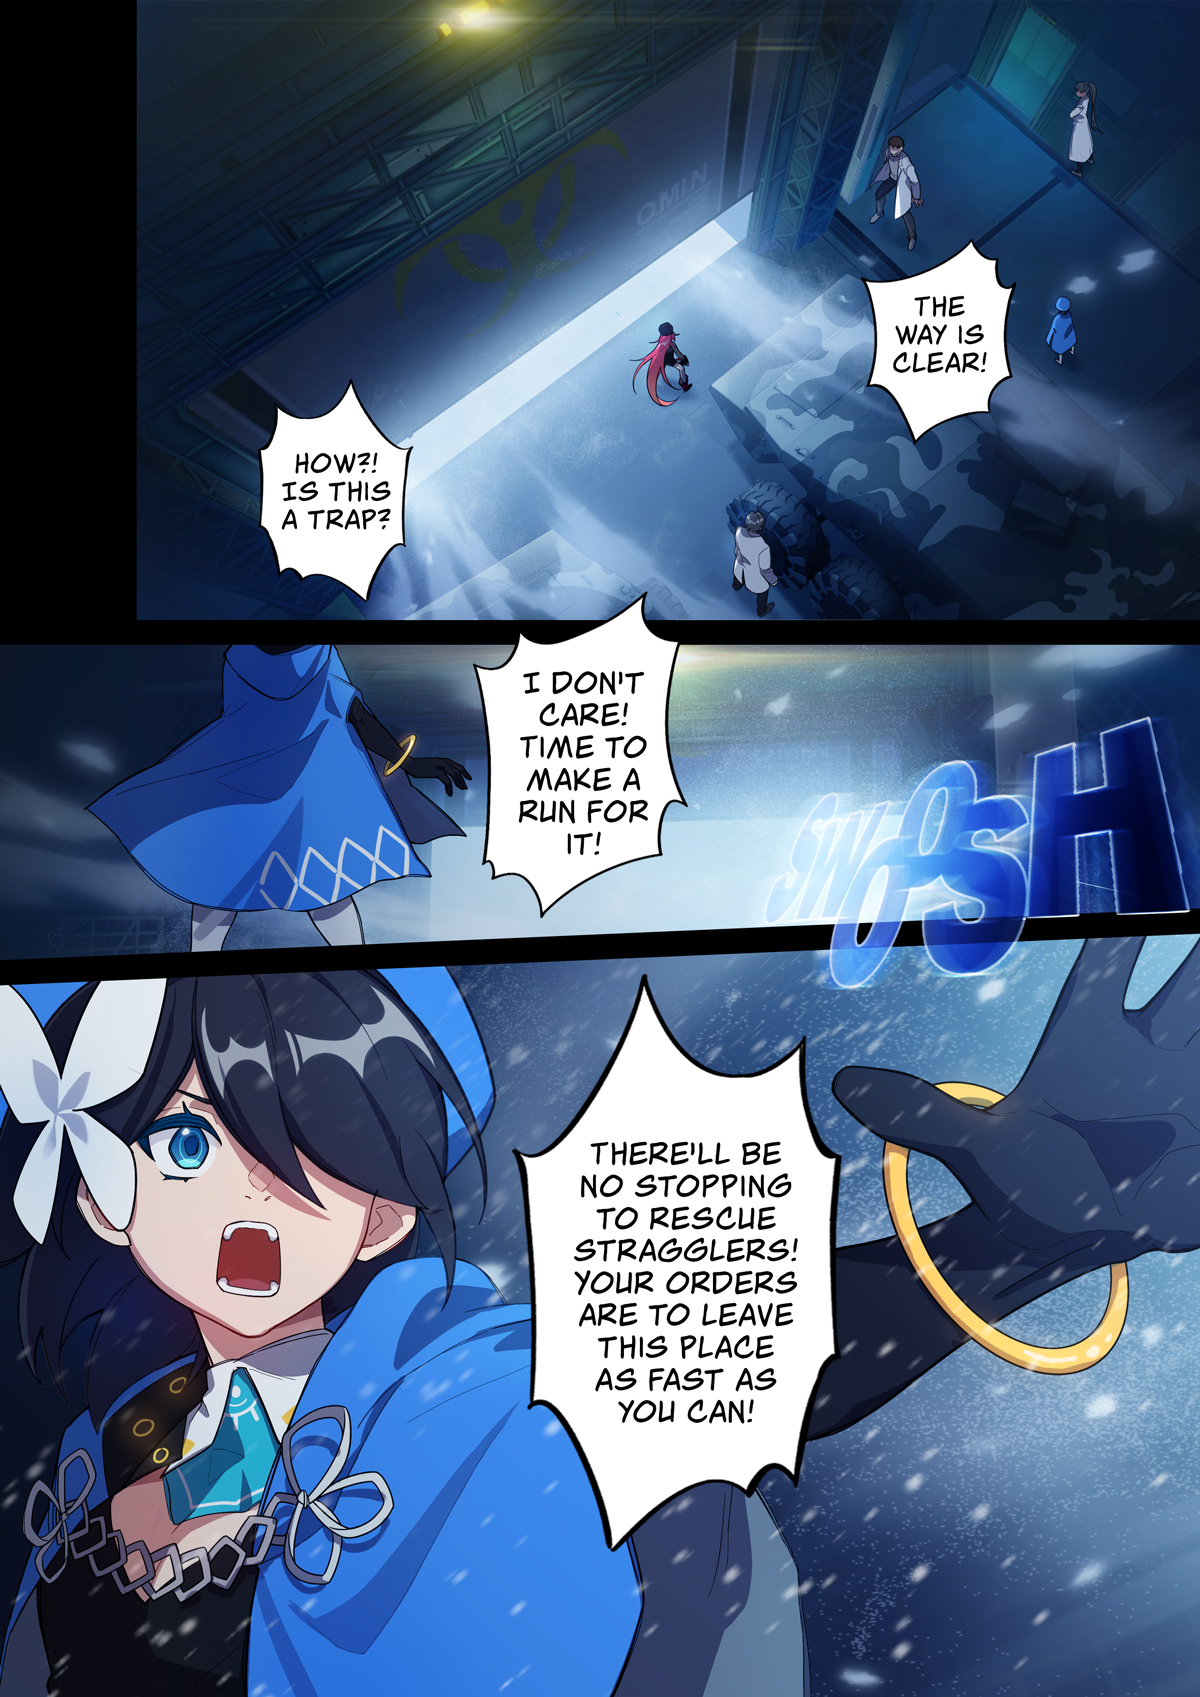 O.MLN
THE
WAY IS
CLEAR!
HOW?!
IS THIS
A TRAP?
I DON'T
CARE!
TIME TO
MAKE A
RUN FOR
IT!
SWOOSH
THERE'LL BE
NO STOPPING
TO RESCUE
STRAGGLERS!
YOUR ORDERS
ARE TO LEAVE
THIS PLACE
AS FAST AS
YOU CAN!